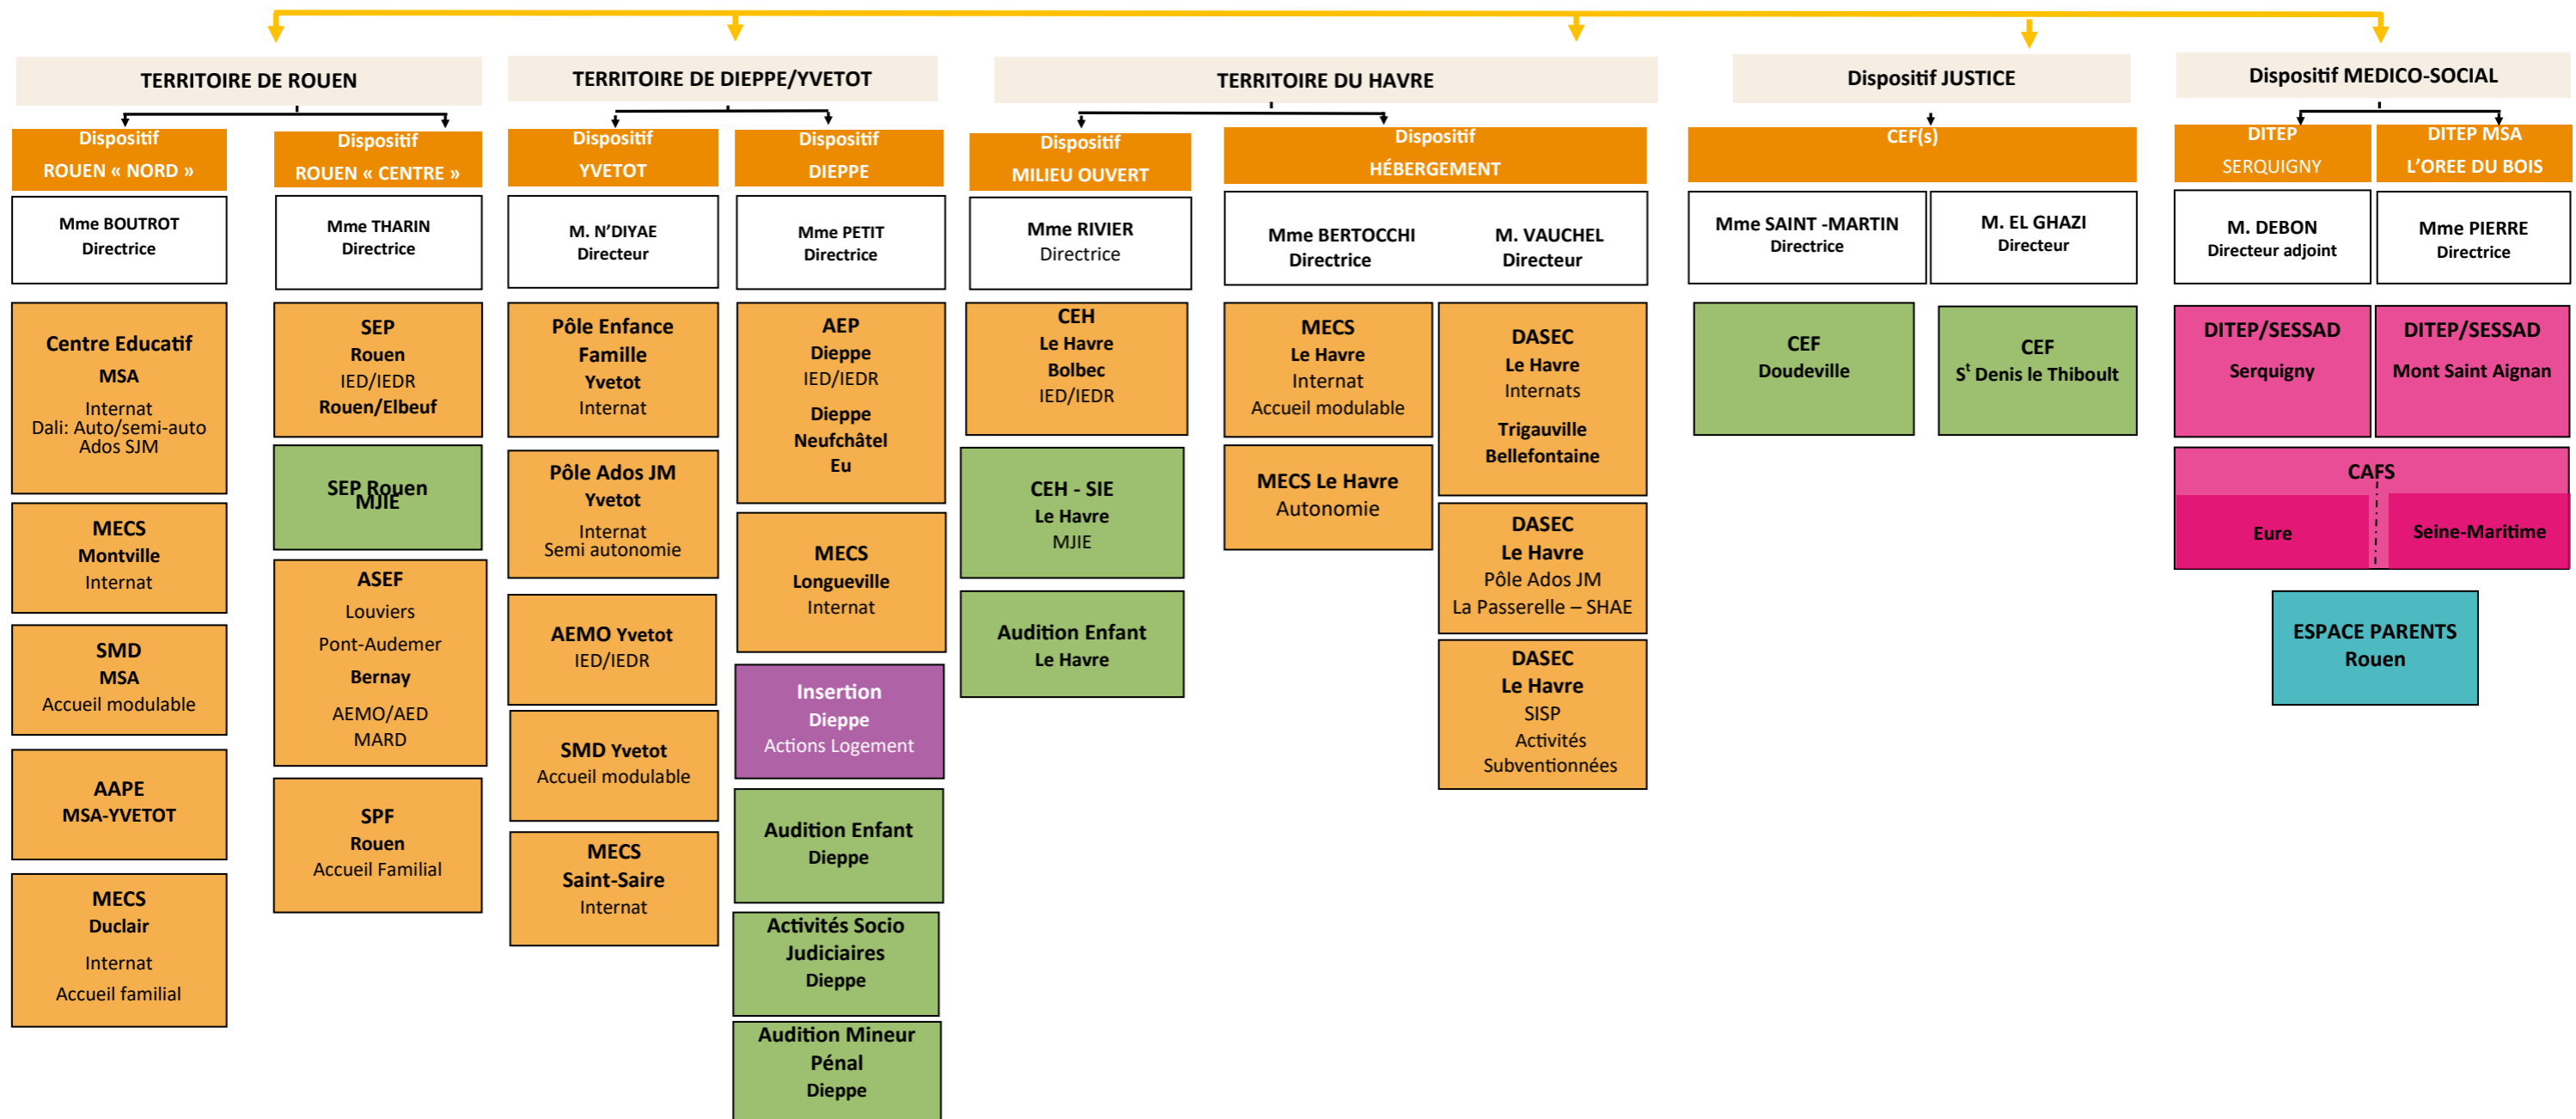 TERRITOIRE DE ROUEN
Dispositif
ROUEN « NORD »
Mme BOUTROT
Directrice
Centre Educatif
MSA
Internat
Dali: Auto/semi-auto
Ados SJM
MECS
Montville
Internat
SMD
MSA
Accueil modulable
AAPE
MSA-YVETOT
MECS
Duclair
Internat
Accueil familial
Dispositif
ROUEN « CENTRE »
Mme THARIN
Directrice
SEP
Rouen
IED/IEDR
Rouen/Elbeuf
SEP Rouen
MJIE
ASEF
Louviers
Pont-Audemer
Bernay
AEMO/AED
MARD
SPF
Rouen
Accueil Familial
TERRITOIRE DE DIEPPE/YVETOT
Dispositif
YVETOT
M. N'DIYAE
Directeur
Pôle Enfance
Famille
Yvetot
Internat
Pôle Ados JM
Yvetot
Internat
Semi autonomie
AEMO Yvetot
IED/IEDR
SMD Yvetot
Accueil modulable
MECS
Saint-Saire
Internat
Dispositif
DIEPPE
Mme PETIT
Directrice
AEP
Dieppe
IED/IEDR
Dieppe
Neufchâtel
Eu
MECS
Longueville
Internat
Insertion
Dieppe
Actions Logement
Audition Enfant
Dieppe
Activités Socio
Judiciaires
Dieppe
Audition Mineur
Pénal
Dieppe
TERRITOIRE DU HAVRE
Dispositif
MILIEU OUVERT
Mme RIVIER
Directrice
CEH
Le Havre
Bolbec
IED/IEDR
CEH - SIE
Le Havre
MJIE
Audition Enfant
Le Havre
Dispositif
HÉBERGEMENT
Mme BERTOCCHI
Directrice
MECS
Le Havre
Internat
Accueil modulable
MECS Le Havre
Autonomie
M. VAUCHEL
Directeur
DASEC
Le Havre
Internats
Trigauville
Bellefontaine
DASEC
Le Havre
Pôle Ados JM
La Passerelle – SHAE
DASEC
Le Havre
SISP
Activités
Subventionnées
Dispositif JUSTICE
CEF(s)
Mme SAINT -MARTIN
Directrice
CEF
Doudeville
M. EL GHAZI
Directeur
CEF
St Denis le Thiboult
Dispositif MEDICO-SOCIAL
DITEP
SERQUIGNY
M. DEBON
Directeur adjoint
DITEP/SESSAD
Serquigny
DITEP MSA
L'OREE DU BOIS
Mme PIERRE
Directrice
DITEP/SESSAD
Mont Saint Aignan
CAFS
Eure
Seine-Maritime
ESPACE PARENTS
Rouen